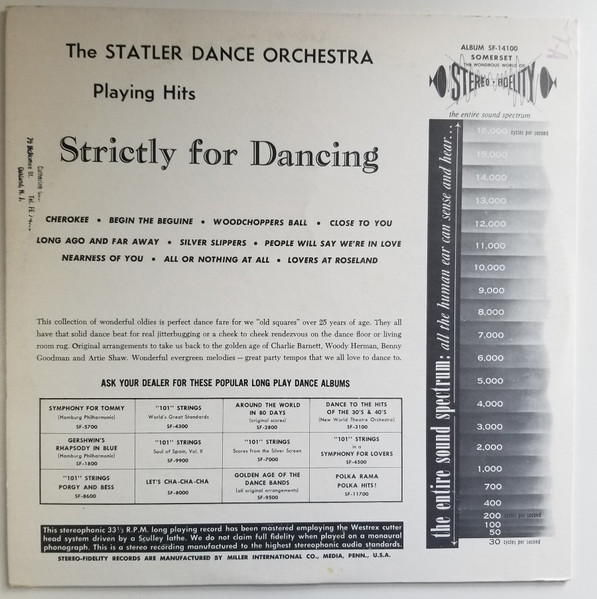 The STATLER DANCE ORCHESTRA
Playing Hits
Strictly for Dancing
ALBUM SF-14100
SOMERSET
THE WONDROUS WORLD OF
STEREO-FIDELITY
the entire sound spectrum
CHEROKEE • BEGIN THE BEGUINE • WOODCHOPPERS BALL • CLOSE TO YOU
LONG AGO AND FAR AWAY • SILVER SLIPPERS • PEOPLE WILL SAY WE'RE IN LOVE
NEARNESS OF YOU • ALL OR NOTHING AT ALL • LOVERS AT ROSELAND
This collection of wonderful oldies is perfect dance fare for we "old squares" over 25 years of age. They all
have that solid dance beat for real jitterbugging or a cheek to cheek rendezvous on the dance floor or living
room rug. Original arrangements to take us back to the golden age of Charlie Barnett, Woody Herman, Benny
Goodman and Artie Shaw. Wonderful evergreen melodies — great party tempos that we all love to dance to.
ASK YOUR DEALER FOR THESE POPULAR LONG PLAY DANCE ALBUMS
SYMPHONY FOR TOMMY
(Hamburg Philharmonic)
SF-5700
"101" STRINGS
World's Great Standards
SF-4300
AROUND THE WORLD
IN 80 DAYS
(original scores)
SF-2800
DANCE TO THE HITS
OF THE 30'S & 40'S
(New World Theatre Orchestra)
SF-3100
GERSHWIN'S
RHAPSODY IN BLUE
(Hamburg Philharmonic)
SF-1800
"101" STRINGS
Soul of Spain, Vol. II
SF-9900
"101" STRINGS
Scores from the Silver Screen
SF-7000
"101" STRINGS
in a
SYMPHONY FOR LOVERS
SF-4500
"101" STRINGS
PORGY AND BESS
SF-8600
LET'S CHA-CHA-CHA
SF-8000
GOLDEN AGE OF THE
DANCE BANDS
(all original arrangements)
SF-9500
POLKA RAMA
POLKA HITS!
SF-11700
This stereophonic 33⅓ R.P.M. long playing record has been mastered employing the Westrex cutter
head system driven by a Sculley lathe. We do not claim full fidelity when played on a monaural
phonograph. This is a stereo recording manufactured to the highest stereophonic audio standards.
STEREO-FIDELITY RECORDS ARE MANUFACTURED BY MILLER INTERNATIONAL CO., MEDIA, PENN., U.S.A.
the entire sound spectrum: all the human ear can sense and hear...
16,000 cycles per second
15,000
14,000
13,000
12,000
11,000
10,000
9,000
8,000
7,000
6,000
5,000
4,000
3,000
2,000
1,000
700
400
200 cycles per second
100
50
30 cycles per second